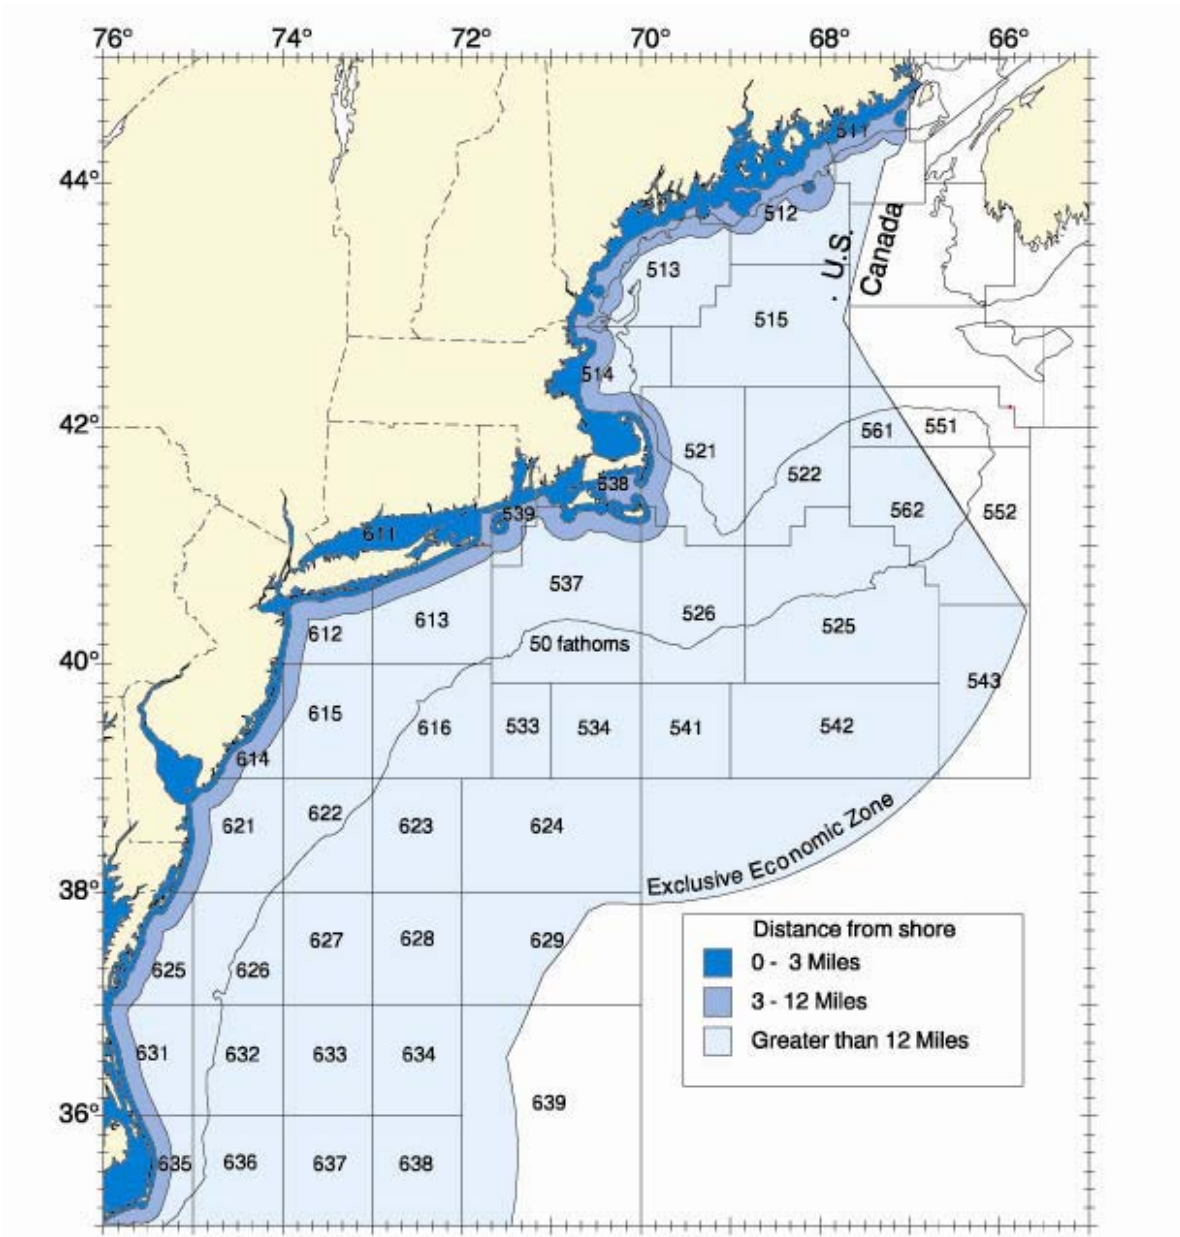 76° 74° 72° 70° 68° 66°
511
44°
512
U.S.
Canada
513
515
514
42°
561 551
521
522
538
562 552
539
611
537
526
613
525
612
50 fathoms
40°
543
615
616 533 534 541 542
614
622
621 623 624
Exclusive Economic Zone
38°
Distance from shore
627 628 629
0 - 3 Miles
625 626
3 - 12 Miles
Greater than 12 Miles
631 632 633 634
36°
639
635 636 637 638